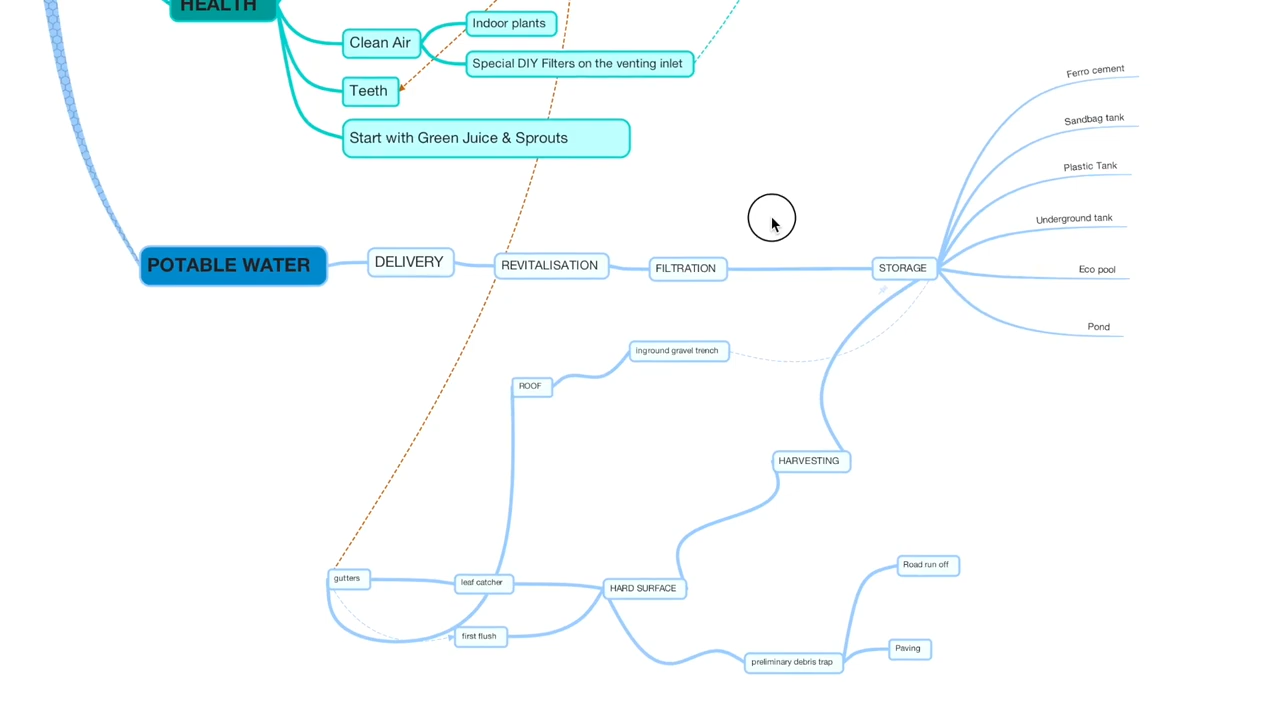 HEALTH
Indoor plants
Clean Air
Special DIY Filters on the venting inlet
Teeth
Start with Green Juice & Sprouts
Ferro cement
Sandbag tank
Plastic Tank
Underground tank
Eco pool
Pond
POTABLE WATER
DELIVERY
REVITALISATION
FILTRATION
STORAGE
inground gravel trench
ROOF
HARVESTING
gutters
leaf catcher
HARD SURFACE
first flush
Road run off
Paving
preliminary debris trap